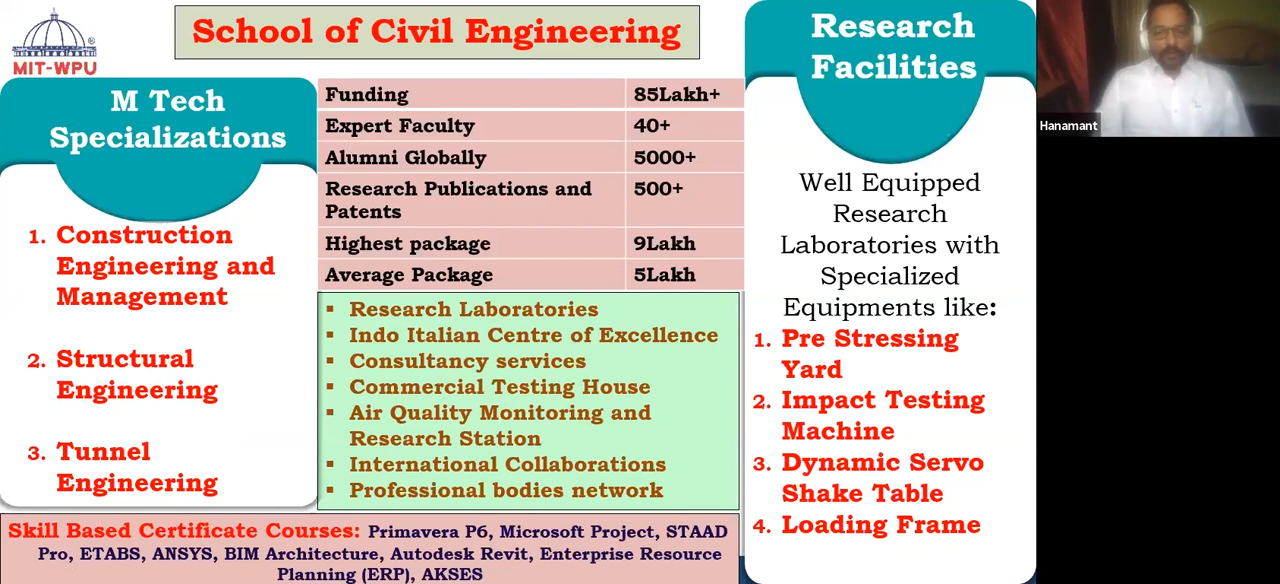 MIT-WPU
®
School of Civil Engineering
M Tech
Specializations
1. Construction
Engineering and
Management
2. Structural
Engineering
3. Tunnel
Engineering
Funding 85Lakh+
Expert Faculty 40+
Alumni Globally 5000+
Research Publications and 500+
Patents
Highest package 9Lakh
Average Package 5Lakh
▪ Research Laboratories
▪ Indo Italian Centre of Excellence
▪ Consultancy services
▪ Commercial Testing House
▪ Air Quality Monitoring and
Research Station
▪ International Collaborations
▪ Professional bodies network
Skill Based Certificate Courses: Primavera P6, Microsoft Project, STAAD
Pro, ETABS, ANSYS, BIM Architecture, Autodesk Revit, Enterprise Resource
Planning (ERP), AKSES
Research
Facilities
Well Equipped
Research
Laboratories with
Specialized
Equipments like:
1. Pre Stressing
Yard
2. Impact Testing
Machine
3. Dynamic Servo
Shake Table
4. Loading Frame
Hanamant